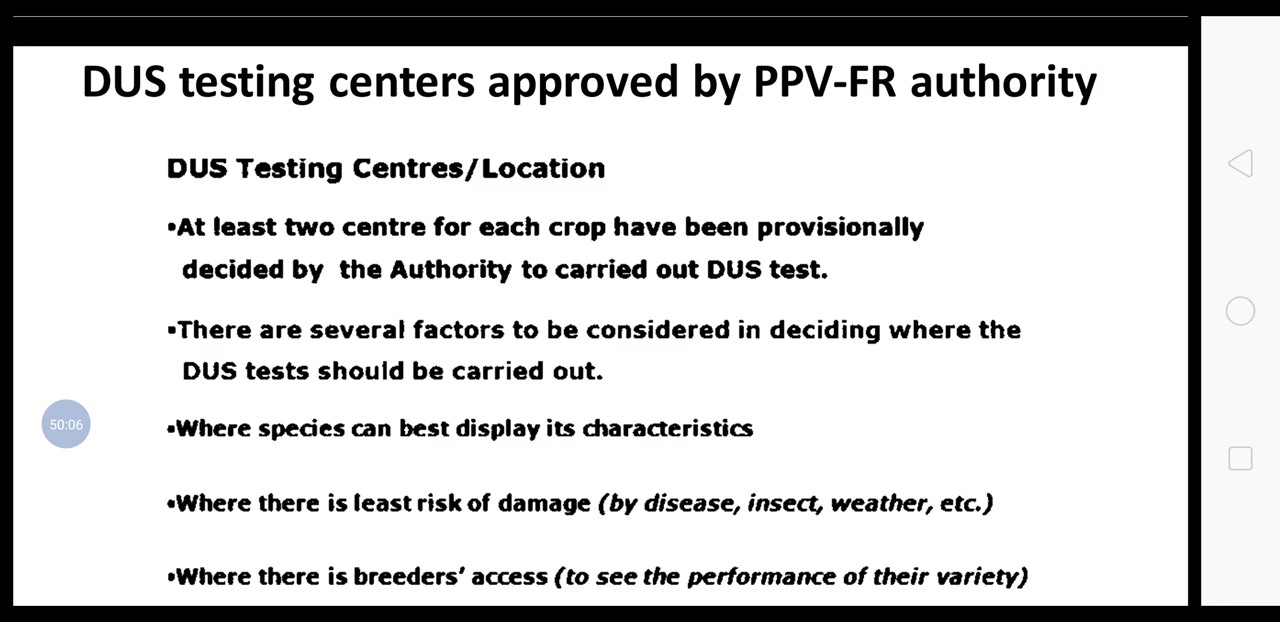 DUS testing centers approved by PPV-FR authority
DUS Testing Centres/Location
▪At least two centre for each crop have been provisionally
decided by the Authority to carried out DUS test.
▪There are several factors to be considered in deciding where the
DUS tests should be carried out.
50:06
•Where species can best display its characteristics
•Where there is least risk of damage (by disease, insect, weather, etc.)
▪Where there is breeders’ access (to see the performance of their variety)